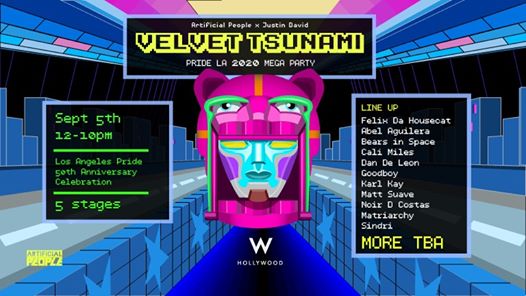 Artificial People x Justin David
VELVET TSUNAMI
PRIDE LA 2020 MEGA PARTY
Sept 5th
12-10pm
Los Angeles Pride
50th Anniversary
Celebration
5 stages
LINE UP
Felix Da Housecat
Abel Aguilera
Bears in Space
Cali Miles
Dan De Leon
Goodboy
Karl Kay
Matt Suave
Noir D Costas
Matriarchy
Sindri
MORE TBA
W
HOLLYWOOD
ARTIFICIAL
PEOPLE